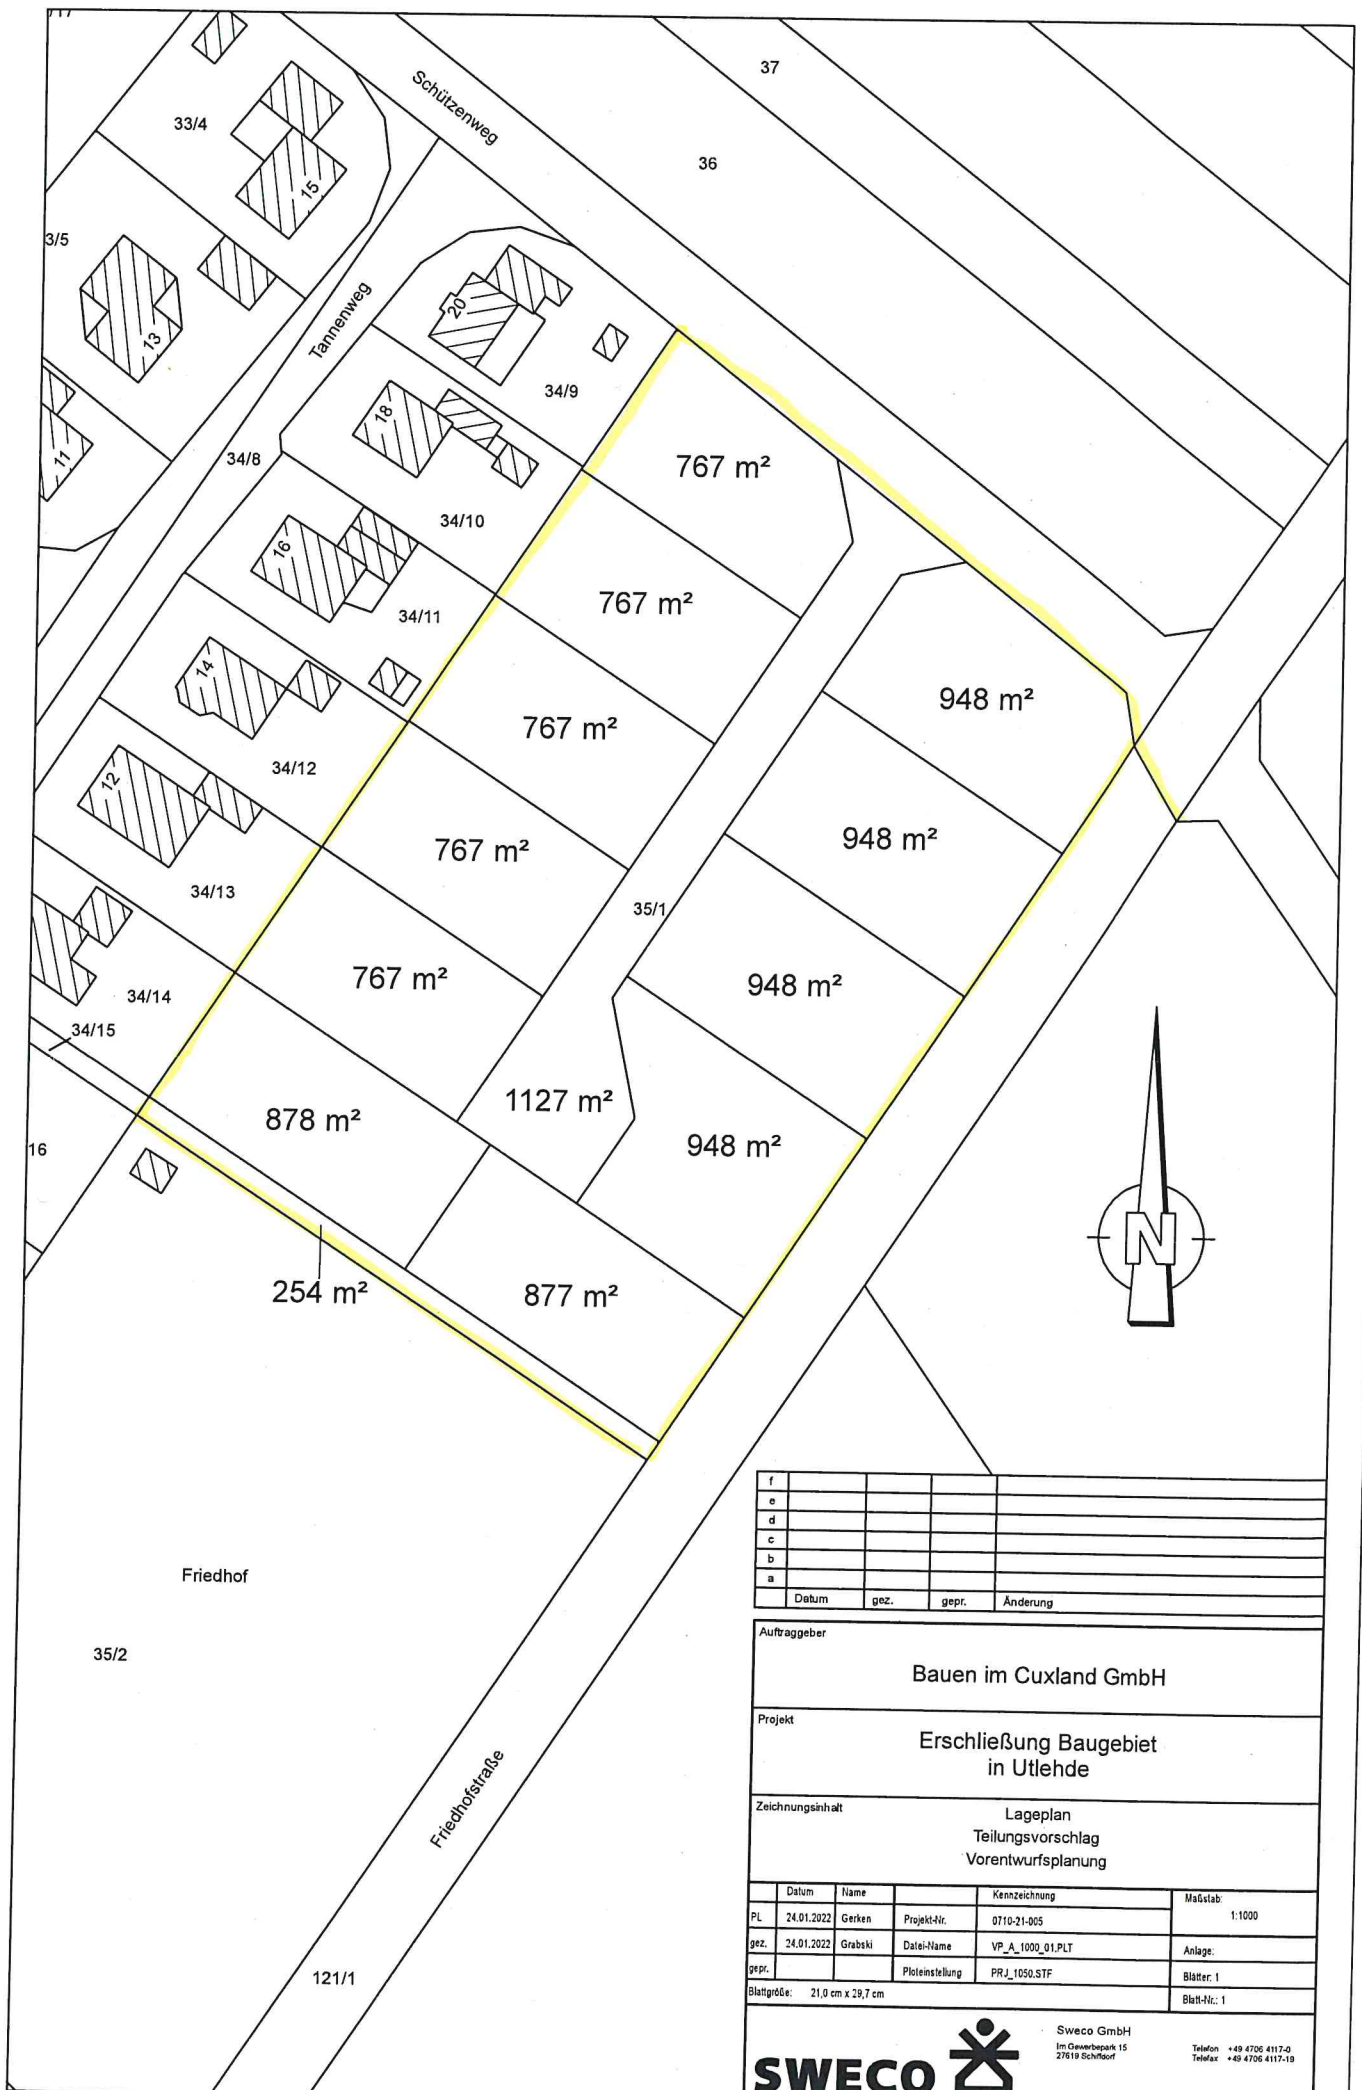 37
Schützenweg
33/4
36
15
3/5
Tannenweg
20
13
34/9
18
11
34/8
767 m²
34/10
16
767 m²
34/11
14
948 m²
767 m²
34/12
12
948 m²
767 m²
34/13
35/1
767 m²
948 m²
34/14
34/15
1127 m²
878 m²
948 m²
16
N
254 m²
877 m²
f
e
d
c
b
a
Datum gez. gepr. Änderung
Friedhof
35/2
Friedhofstraße
121/1
Auftraggeber
Bauen im Cuxland GmbH
Projekt
Erschließung Baugebiet
in Utlehde
Zeichnungsinhalt
Lageplan
Teilungsvorschlag
Vorentwurfsplanung
Datum Name Kennzeichnung Maßstab:
PL 24.01.2022 Gerken Projekt-Nr. 0710-21-005 1:1000
gez. 24.01.2022 Grabski Datei-Name VP_A_1000_01.PLT Anlage:
gepr. Ploteinstellung PRJ_1050.STF Blätter: 1
Blattgröße: 21,0 cm x 29,7 cm Blatt-Nr.: 1
SWECO
Sweco GmbH
Im Gewerbepark 15
27619 Schiffdorf
Telefon +49 4706 4117-0
Telefax +49 4706 4117-19